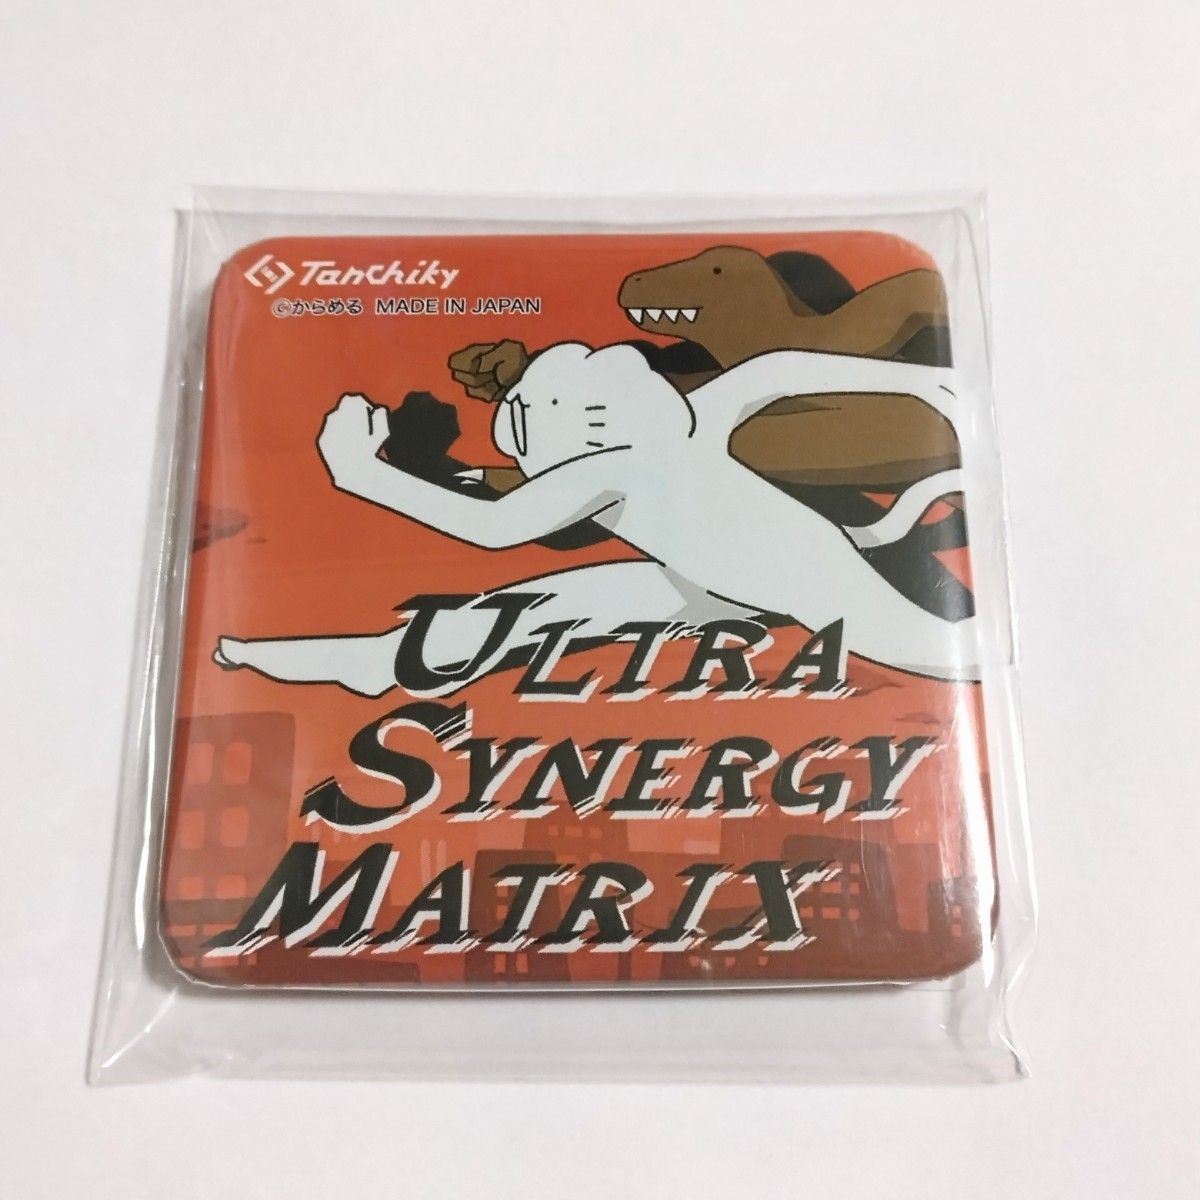 Tanchiky
©からめる MADE IN JAPAN
ULTRA
SYNERGY
MATRIX